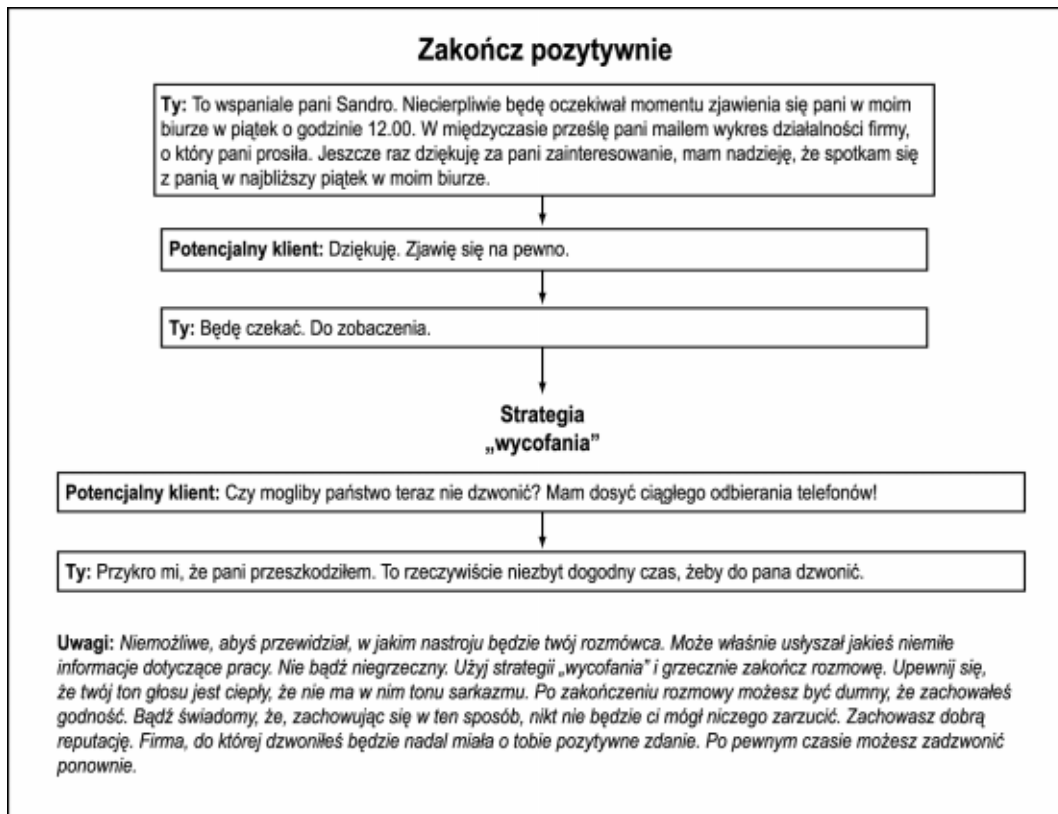 Zakończ pozytywnie
Ty: To wspaniale pani Sandro. Niecierpliwie będę oczekiwał momentu zjawienia się pani w moim
biurze w piątek o godzinie 12.00. W międzyczasie prześlę pani mailem wykres działalności firmy,
o który pani prosiła. Jeszcze raz dziękuję za pani zainteresowanie, mam nadzieję, że spotkam się
z panią w najbliższy piątek w moim biurze.
Potencjalny klient: Dziękuję. Zjawię się na pewno.
Ty: Będę czekać. Do zobaczenia.
Strategia
„wycofania”
Potencjalny klient: Czy mogliby państwo teraz nie dzwonić? Mam dosyć ciągłego odbierania telefonów!
Ty: Przykro mi, że pani przeszkodziłem. To rzeczywiście niezbyt dogodny czas, żeby do pana dzwonić.
Uwagi: Niemożliwe, abyś przewidział, w jakim nastroju będzie twój rozmówca. Może właśnie usłyszał jakieś niemiłe
informacje dotyczące pracy. Nie bądź niegrzeczny. Użyj strategii „wycofania” i grzecznie zakończ rozmowę. Upewnij się,
że twój ton głosu jest ciepły, że nie ma w nim tonu sarkazmu. Po zakończeniu rozmowy możesz być dumny, że zachowałeś
godność. Bądź świadomy, że, zachowując się w ten sposób, nikt nie będzie ci mógł niczego zarzucić. Zachowasz dobrą
reputację. Firma, do której dzwoniłeś będzie nadal miała o tobie pozytywne zdanie. Po pewnym czasie możesz zadzwonić
ponownie.